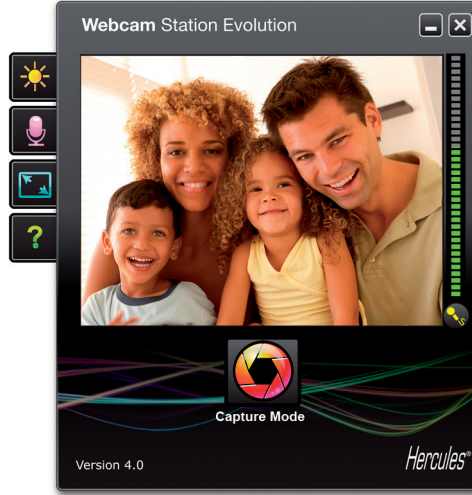 Webcam Station Evolution
?
S
Capture Mode
Version 4.0
Hercules®